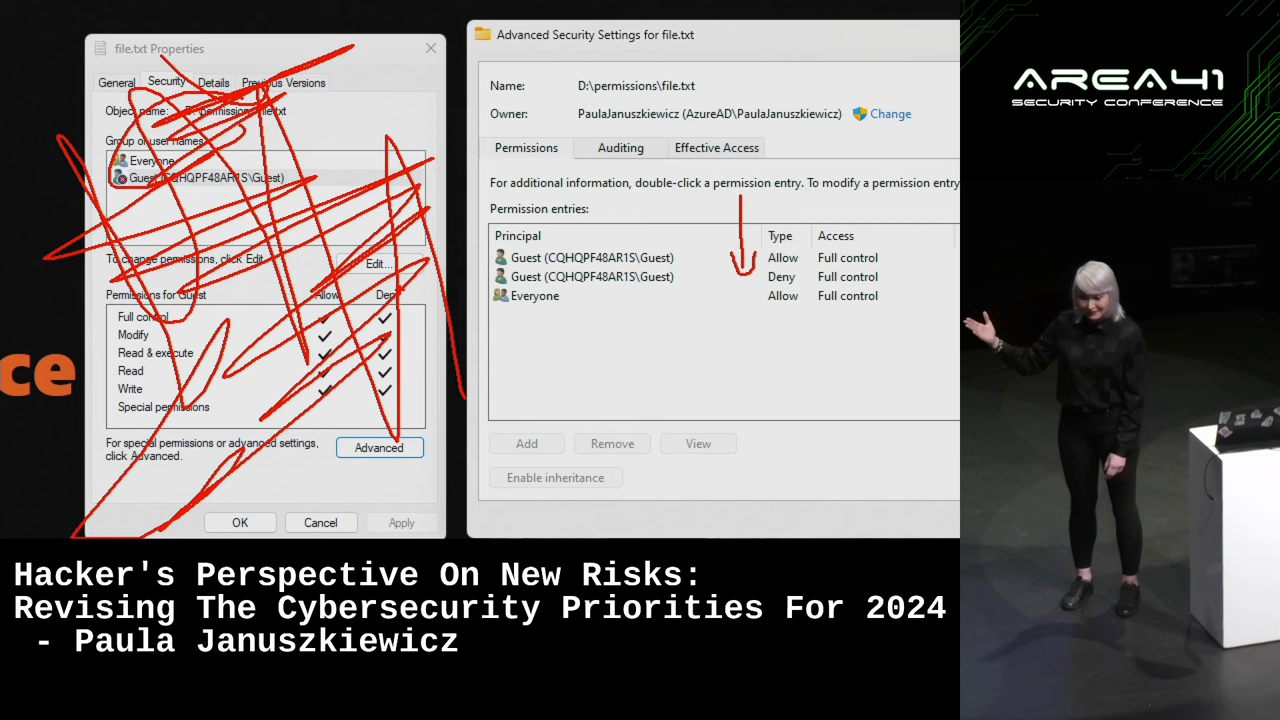 file.txt Properties
General Security Details Previous Versions
Object name: D:\permissions\file.txt
Group or user names:
Everyone
Guest (CQHQPF48AR1S\Guest)
To change permissions, click Edit.
Edit...
Permissions for Guest Allow Deny
Full control
Modify
Read & execute
Read
Write
Special permissions
For special permissions or advanced settings,
click Advanced.
Advanced
OK Cancel Apply
ce
Advanced Security Settings for file.txt
Name: D:\permissions\file.txt
Owner: PaulaJanuszkiewicz (AzureAD\PaulaJanuszkiewicz) Change
Permissions Auditing Effective Access
For additional information, double-click a permission entry. To modify a permission entry
Permission entries:
Principal Type Access
Guest (CQHQPF48AR1S\Guest) Allow Full control
Guest (CQHQPF48AR1S\Guest) Deny Full control
Everyone Allow Full control
Add Remove View
Enable inheritance
AREA41
SECURITY CONFERENCE
Hacker's Perspective On New Risks:
Revising The Cybersecurity Priorities For 2024
- Paula Januszkiewicz